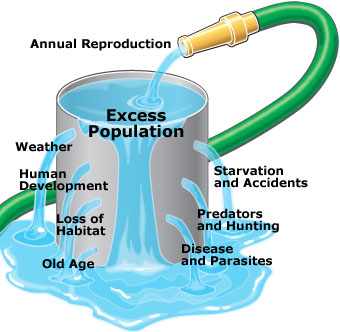 Annual Reproduction
Excess
Population
Weather
Human
Development
Loss of
Habitat
Old Age
Starvation
and Accidents
Predators
and Hunting
Disease
and Parasites